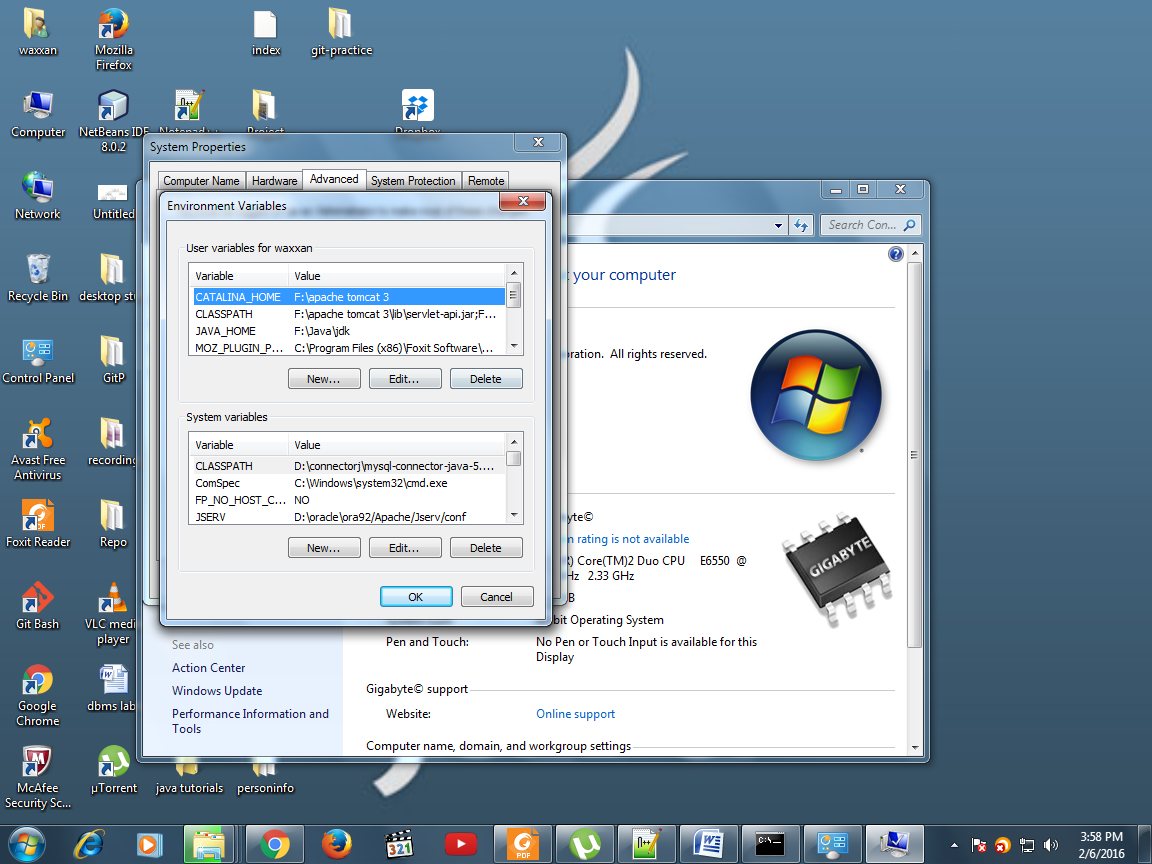 waxxan
Mozilla Firefox
index
git-practice
Computer
NetBeans IDE 8.0.2
Notepad++
Project
Dropbox
Network
Untitled
Recycle Bin
desktop stu
Control Panel
GitP
Avast Free Antivirus
recording
Foxit Reader
Repo
Git Bash
VLC medi player
Google Chrome
dbms lab
McAfee Security Sc...
µTorrent
java tutorials
personinfo
System Properties
Computer Name
Hardware
Advanced
System Protection
Remote
Environment Variables
User variables for waxxan
Variable Value
CATALINA_HOME F:\apache tomcat 3
CLASSPATH F:\apache tomcat 3\lib\servlet-api.jar;F...
JAVA_HOME F:\Java\jdk
MOZ_PLUGIN_P... C:\Program Files (x86)\Foxit Software\...
New... Edit... Delete
System variables
Variable Value
CLASSPATH D:\connectorj\mysql-connector-java-5....
ComSpec C:\Windows\system32\cmd.exe
FP_NO_HOST_C... NO
JSERV D:\oracle\ora92/Apache/Jserv/conf
New... Edit... Delete
OK Cancel
Search Con...
t your computer
oration. All rights reserved.
yte©
m rating is not available
R) Core(TM)2 Duo CPU E6550 @
Hz 2.33 GHz
B
bit Operating System
Pen and Touch: No Pen or Touch Input is available for this
Display
GIGABYTE
Gigabyte© support
Website: Online support
Computer name, domain, and workgroup settings
See also
Action Center
Windows Update
Performance Information and
Tools
321
PDF
C:\_
3:58 PM
2/6/2016